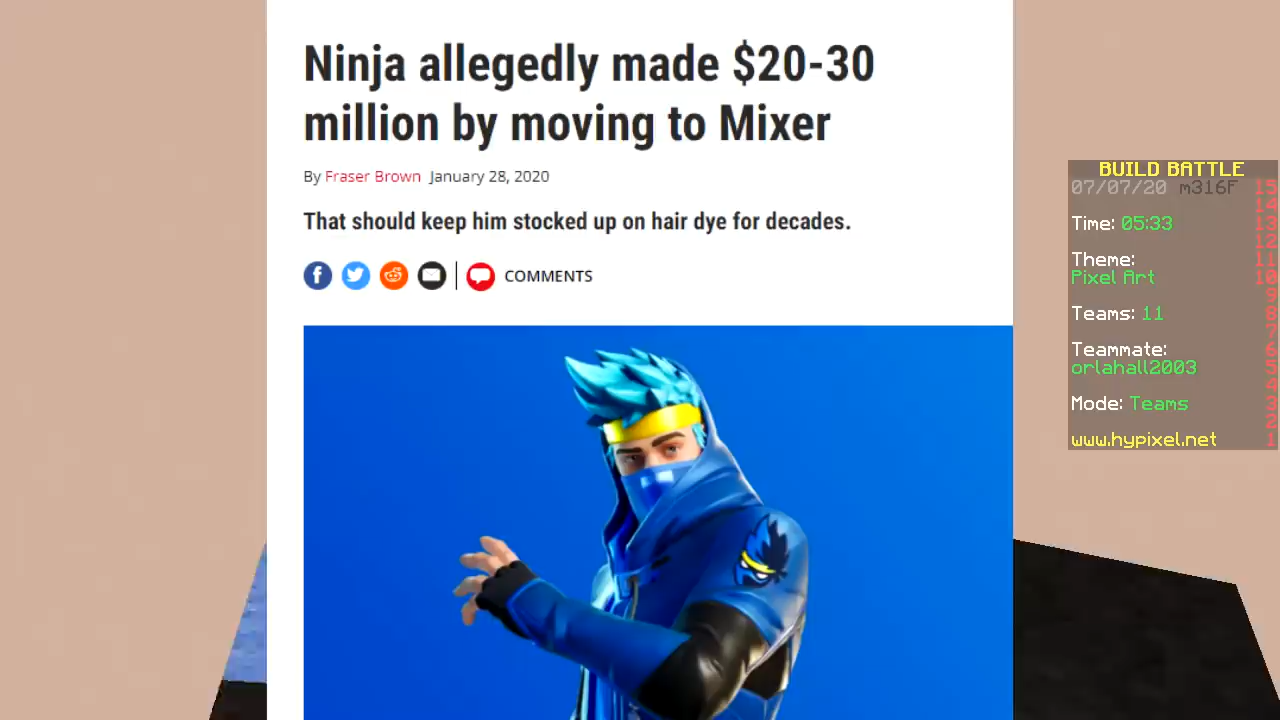 Ninja allegedly made $20-30
million by moving to Mixer
By Fraser Brown January 28, 2020
That should keep him stocked up on hair dye for decades.
COMMENTS
BUILD BATTLE
07/07/20 m316F 15
14
Time: 05:33 13
12
Theme: 11
Pixel Art 10
9
Teams: 11 8
7
Teammate: 6
orlahall2003 5
4
Mode: Teams 3
2
www.hypixel.net 1